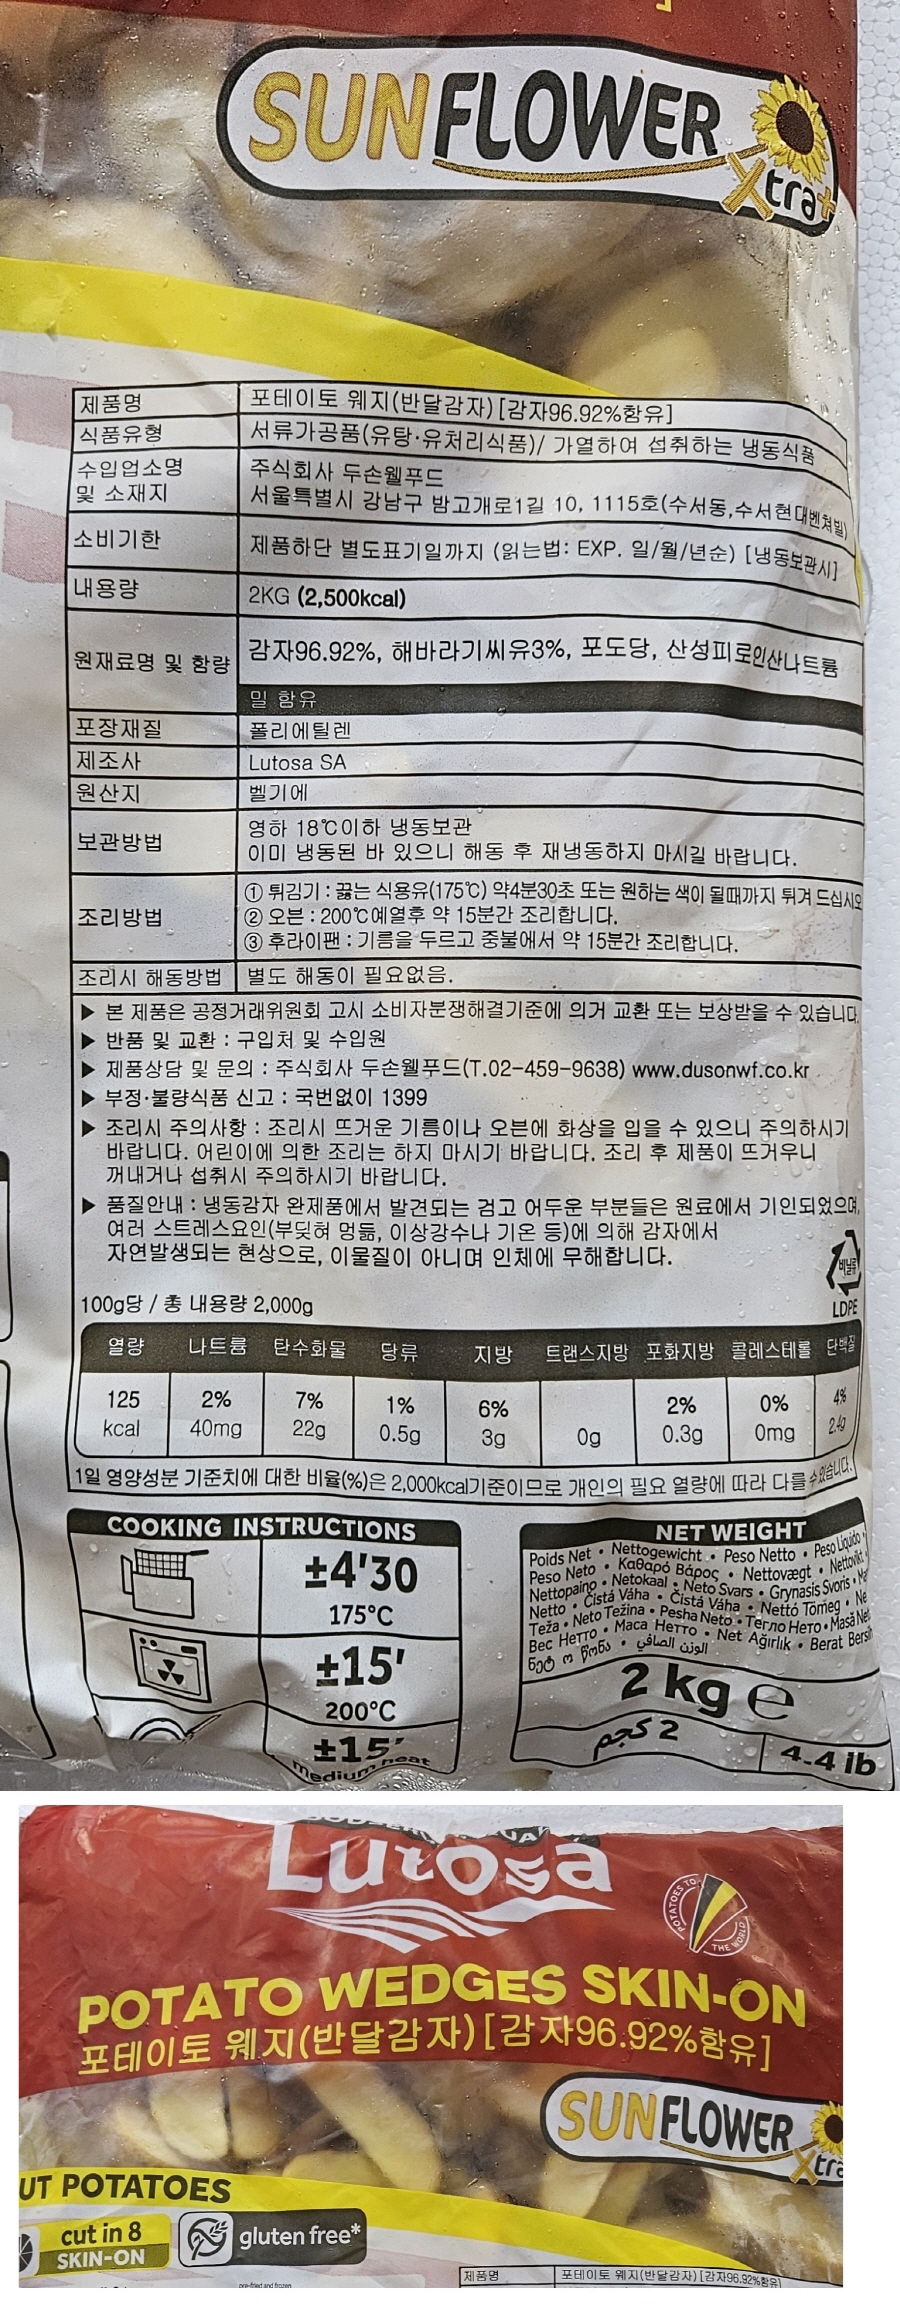 SUNFLOWER
Xtra+
제품명 포테이토 웨지(반달감자) [감자96.92%함유]
식품유형 서류가공품(유탕·유처리식품)/ 가열하여 섭취하는 냉동식품
수입업소명 및 소재지 주식회사 두손웰푸드
서울특별시 강남구 밤고개로1길 10, 1115호(수서동,수서현대벤쳐빌)
소비기한 제품하단 별도표기일까지 (읽는법: EXP. 일/월/년순) [냉동보관시]
내용량 2KG (2,500kcal)
원재료명 및 함량 감자96.92%, 해바라기씨유3%, 포도당, 산성피로인산나트륨
밀 함유
포장재질 폴리에틸렌
제조사 Lutosa SA
원산지 벨기에
보관방법 영하 18℃이하 냉동보관
이미 냉동된 바 있으니 해동 후 재냉동하지 마시길 바랍니다.
조리방법 ① 튀김기 : 끓는 식용유(175℃) 약4분30초 또는 원하는 색이 될때까지 튀겨 드십시오
② 오븐 : 200℃예열후 약 15분간 조리합니다.
③ 후라이팬 : 기름을 두르고 중불에서 약 15분간 조리합니다.
조리시 해동방법 별도 해동이 필요없음.
▶ 본 제품은 공정거래위원회 고시 소비자분쟁해결기준에 의거 교환 또는 보상받을 수 있습니다.
▶ 반품 및 교환 : 구입처 및 수입원
▶ 제품상담 및 문의 : 주식회사 두손웰푸드(T.02-459-9638) www.dusonwf.co.kr
▶ 부정·불량식품 신고 : 국번없이 1399
▶ 조리시 주의사항 : 조리시 뜨거운 기름이나 오븐에 화상을 입을 수 있으니 주의하시기
바랍니다. 어린이에 의한 조리는 하지 마시기 바랍니다. 조리 후 제품이 뜨거우니
꺼내거나 섭취시 주의하시기 바랍니다.
▶ 품질안내 : 냉동감자 완제품에서 발견되는 검고 어두운 부분들은 원료에서 기인되었으며,
여러 스트레스요인(부딪혀 멍듦, 이상강수나 기온 등)에 의해 감자에서
자연발생되는 현상으로, 이물질이 아니며 인체에 무해합니다.
비닐류
LDPE
100g당 / 총 내용량 2,000g
열량 나트륨 탄수화물 당류 지방 트랜스지방 포화지방 콜레스테롤 단백질
125 2% 7% 1% 6% 2% 0% 4%
kcal 40mg 22g 0.5g 3g 0g 0.3g 0mg 2.4g
1일 영양성분 기준치에 대한 비율(%)은 2,000kcal기준이므로 개인의 필요 열량에 따라 다를 수 있습니다.
COOKING INSTRUCTIONS
±4'30
175°C
±15'
200°C
±15'
medium heat
NET WEIGHT
Poids Net • Nettogewicht • Peso Netto • Peso Líquido •
Peso Neto • Καθαρό Βάρος • Nettovægt • Nettovikt
Nettopaino • Netokaal • Neto Svars • Grynasis Svoris •
Netto • Čistá Váha • Čistá Váha • Nettó Tömeg •
Teža • Neto Težina • Pesha Neto • Тегло Нето • Masă
Вес Нетто • Маса Нетто • Net Ağırlık • Berat
ნეტო წონა • الوزن الصافي
2 kg e
2 كجم
4.4 lb
Lutosa
POTATOES TO THE WORLD
POTATO WEDGES SKIN-ON
포테이토 웨지(반달감자) [감자96.92%함유]
SUNFLOWER
Xtra
UT POTATOES
cut in 8
SKIN-ON
gluten free*
pre-fried and frozen
제품명 포테이토 웨지(반달감자) [감자96.92%함유]